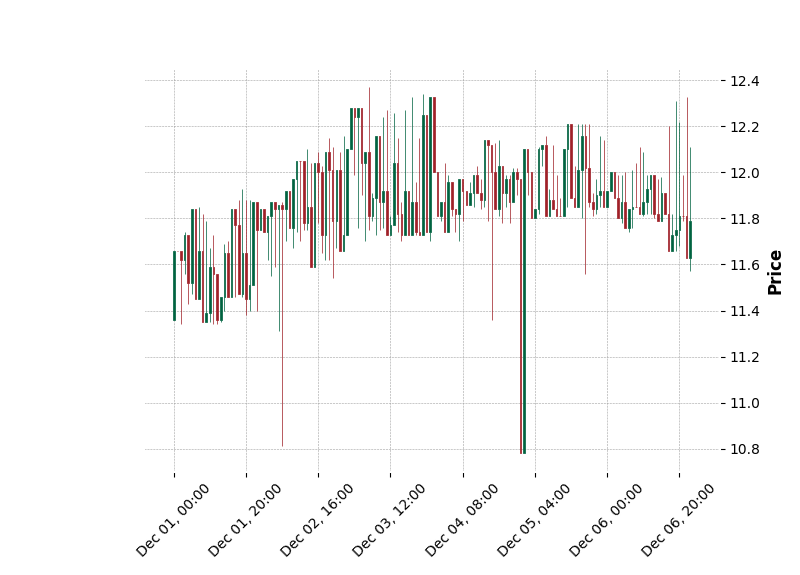 12.4
12.2
12.0
11.8
11.6
11.4
11.2
11.0
10.8
Price
Dec 01, 00:00
Dec 01, 20:00
Dec 02, 16:00
Dec 03, 12:00
Dec 04, 08:00
Dec 05, 04:00
Dec 06, 00:00
Dec 06, 20:00